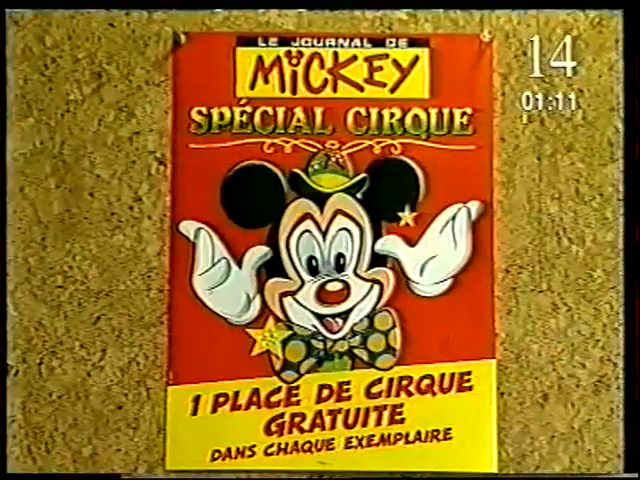 LE JOURNAL DE
MICKEY
SPÉCIAL CIRQUE
1 PLACE DE CIRQUE
GRATUITE
DANS CHAQUE EXEMPLAIRE
14
01:11